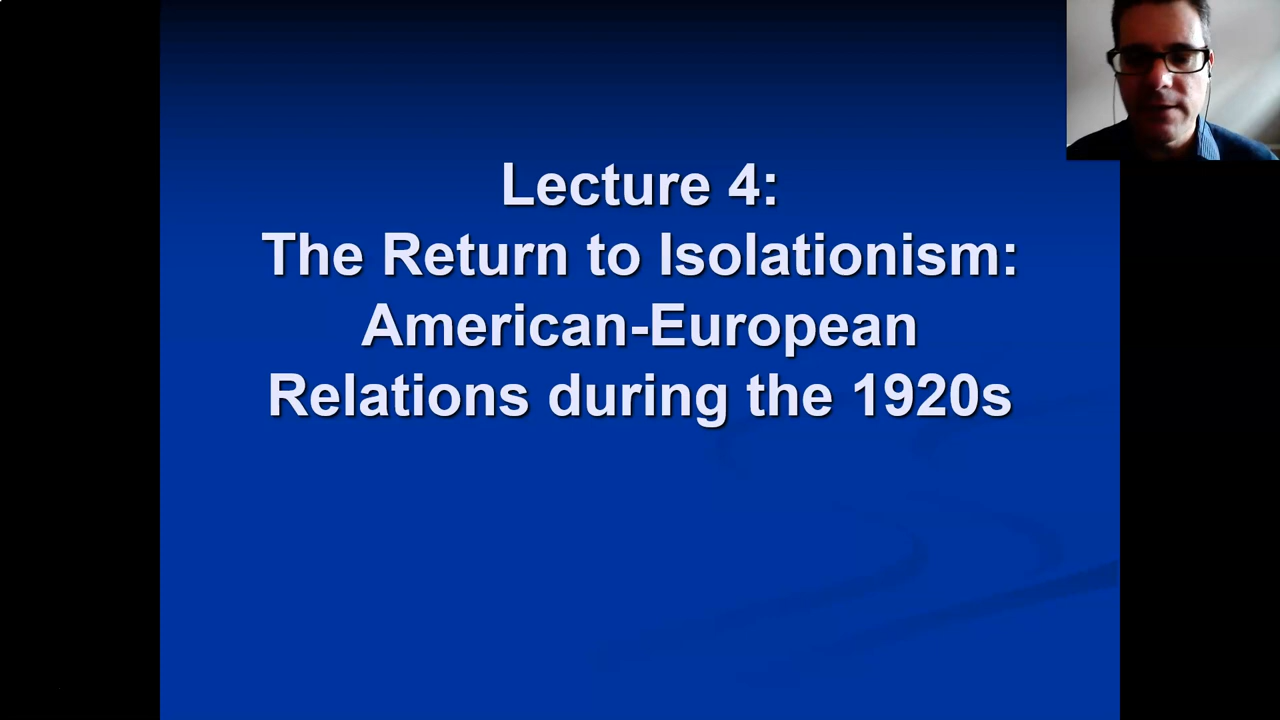 Lecture 4:
The Return to Isolationism:
American-European
Relations during the 1920s